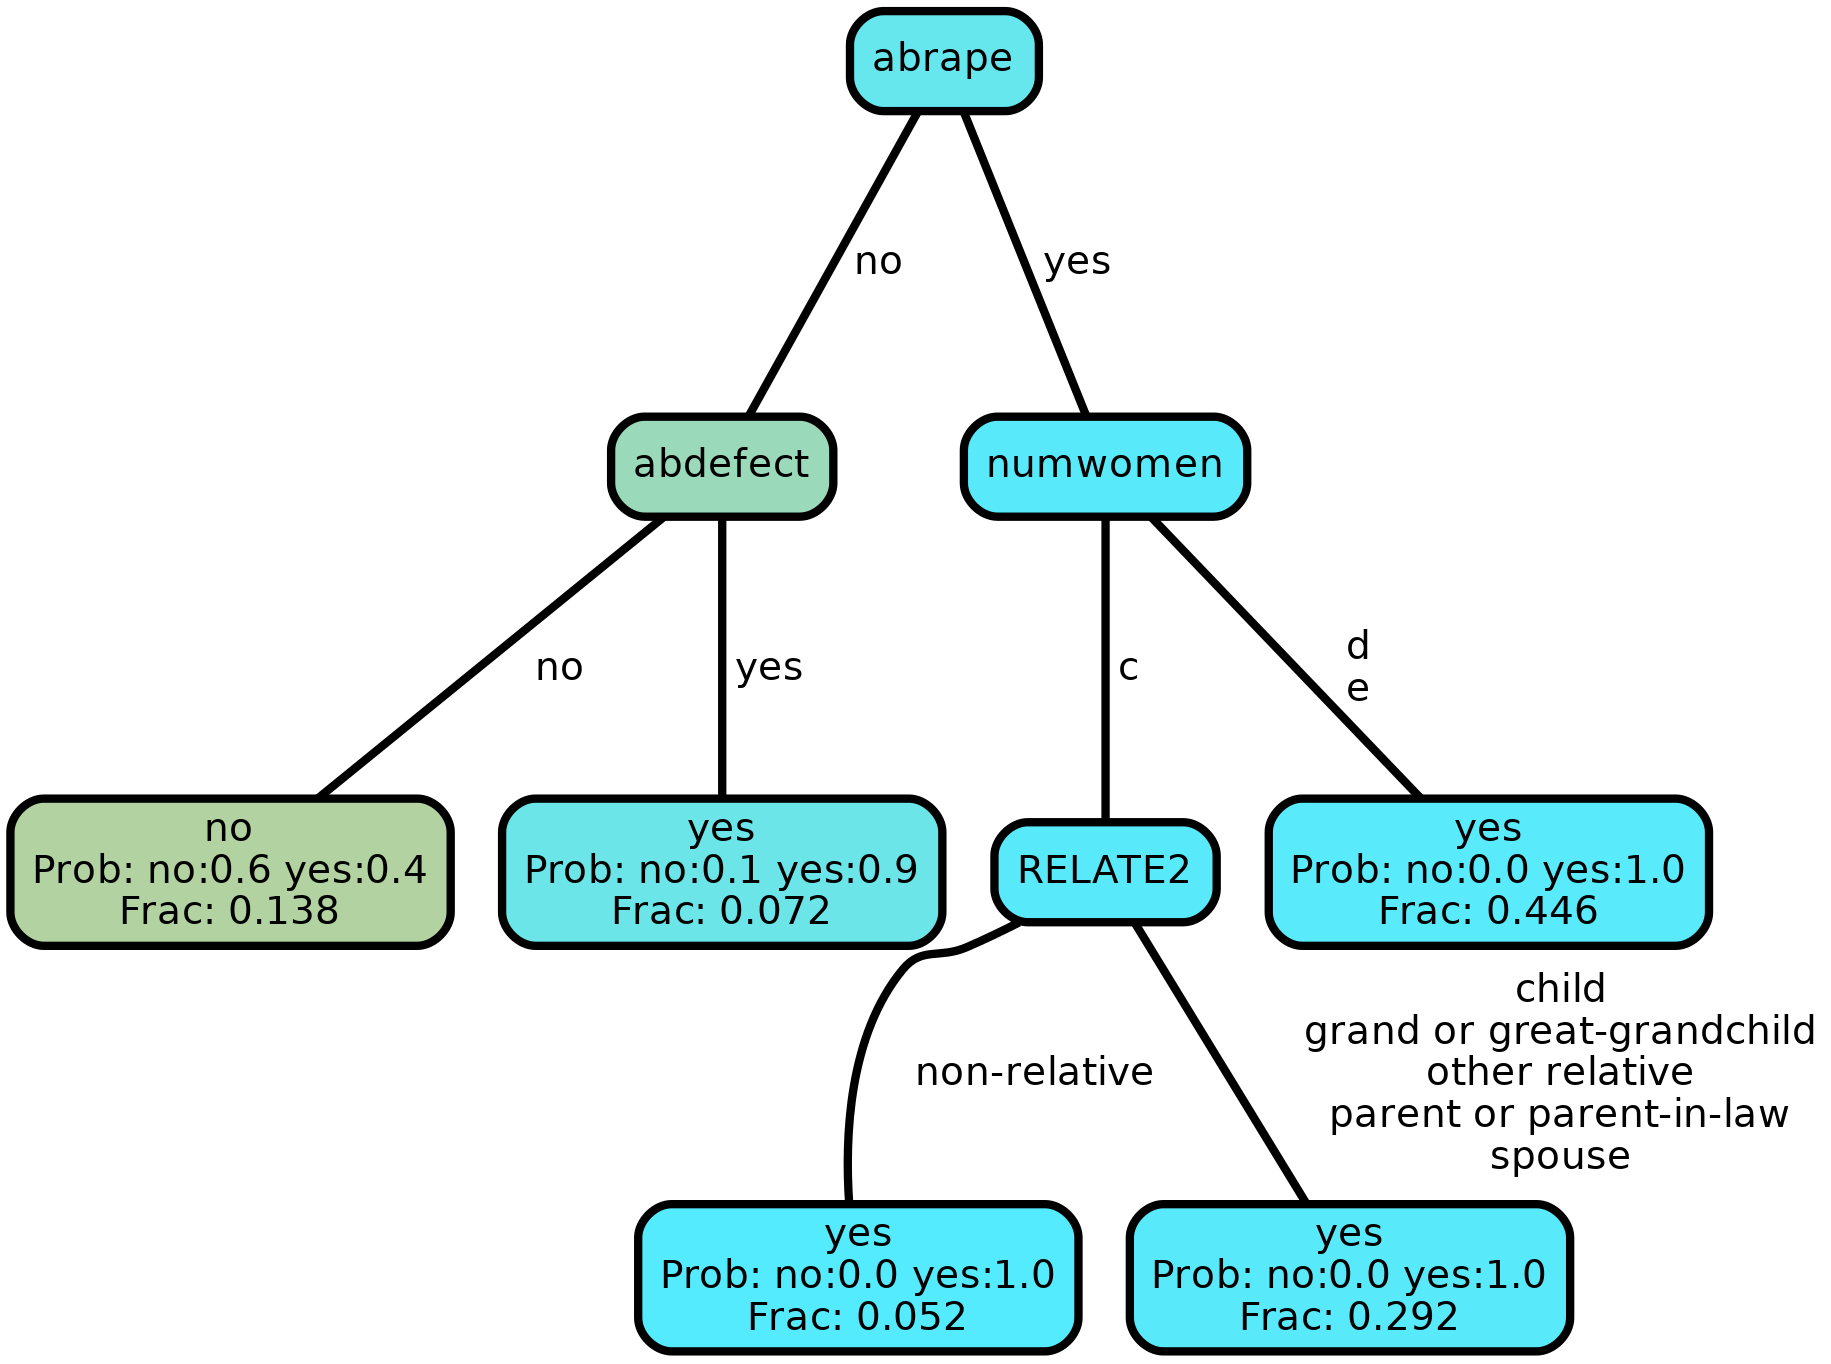 abrape
no
yes
abdefect
numwomen
no
yes
c
d
e
no
Prob: no:0.6 yes:0.4
Frac: 0.138
yes
Prob: no:0.1 yes:0.9
Frac: 0.072
RELATE2
yes
Prob: no:0.0 yes:1.0
Frac: 0.446
non-relative
child
grand or great-grandchild
other relative
parent or parent-in-law
spouse
yes
Prob: no:0.0 yes:1.0
Frac: 0.052
yes
Prob: no:0.0 yes:1.0
Frac: 0.292